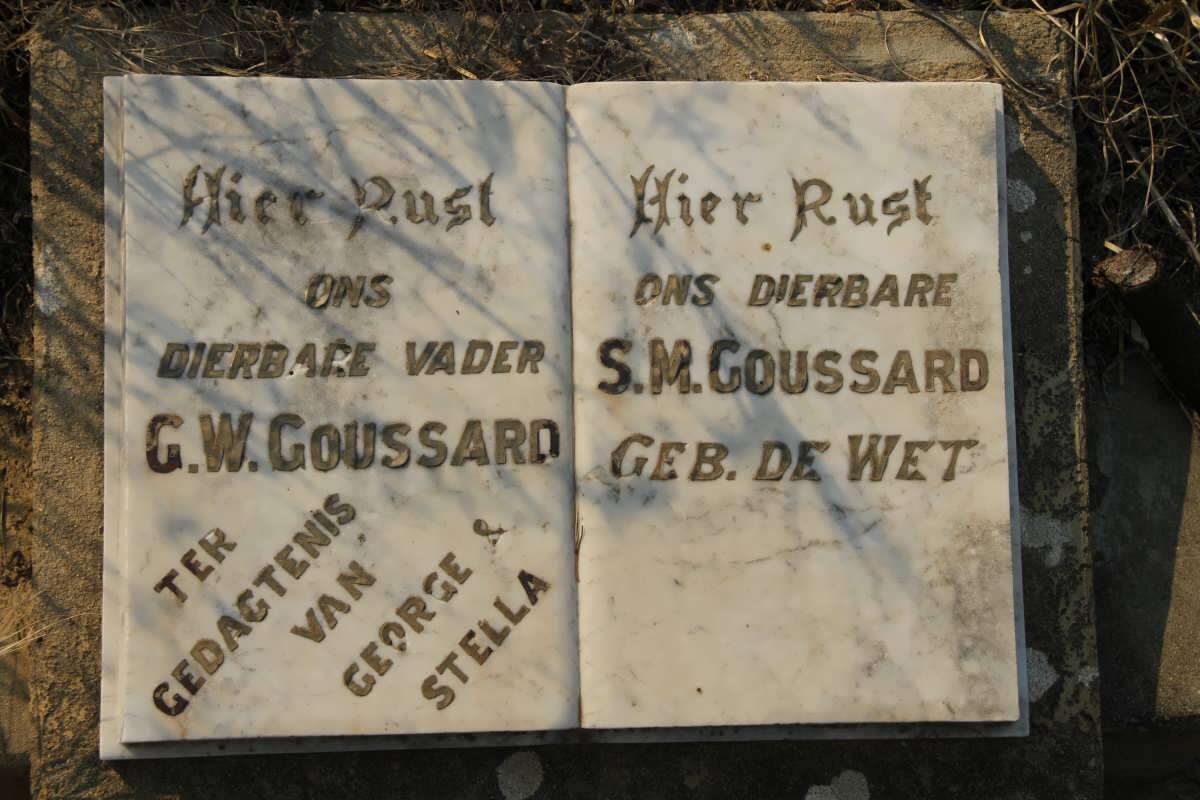 Hier Rust
ONS
DIERBARE VADER
G.W. GOUSSARD
TER
GEDAGTENIS
VAN
GEORGE &
STELLA
Hier Rust
ONS DIERBARE
S.M. GOUSSARD
GEB. DE WET